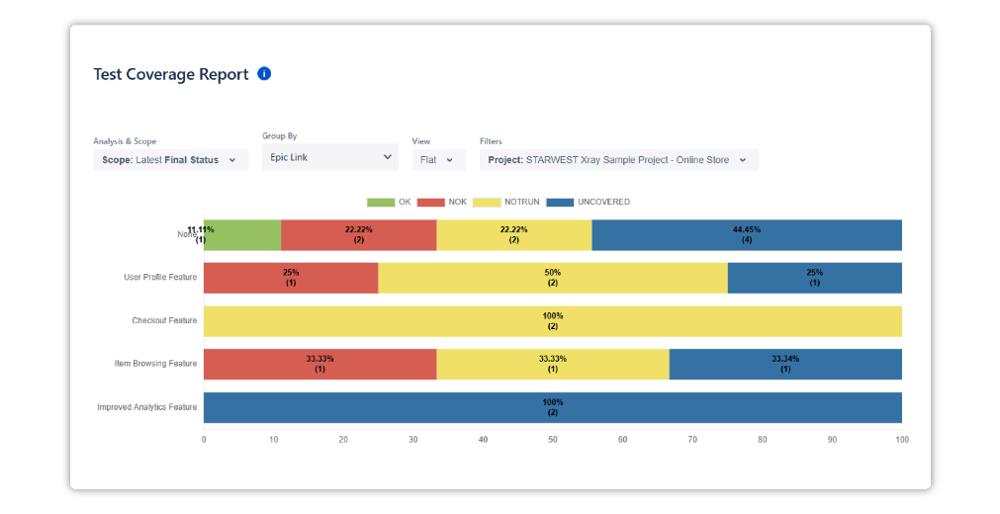 Test Coverage Report i
Analysis & Scope
Group By
View
Filters
Scope: Latest Final Status
Epic Link
Flat
Project: STARWEST Xray Sample Project - Online Store
OK NOK NOTRUN UNCOVERED
None
11.11%
(1)
22.22%
(2)
22.22%
(2)
44.45%
(4)
User Profile Feature
25%
(1)
50%
(2)
25%
(1)
Checkout Feature
100%
(2)
Item Browsing Feature
33.33%
(1)
33.33%
(1)
33.34%
(1)
Improved Analytics Feature
100%
(2)
0 10 20 30 40 50 60 70 80 90 100